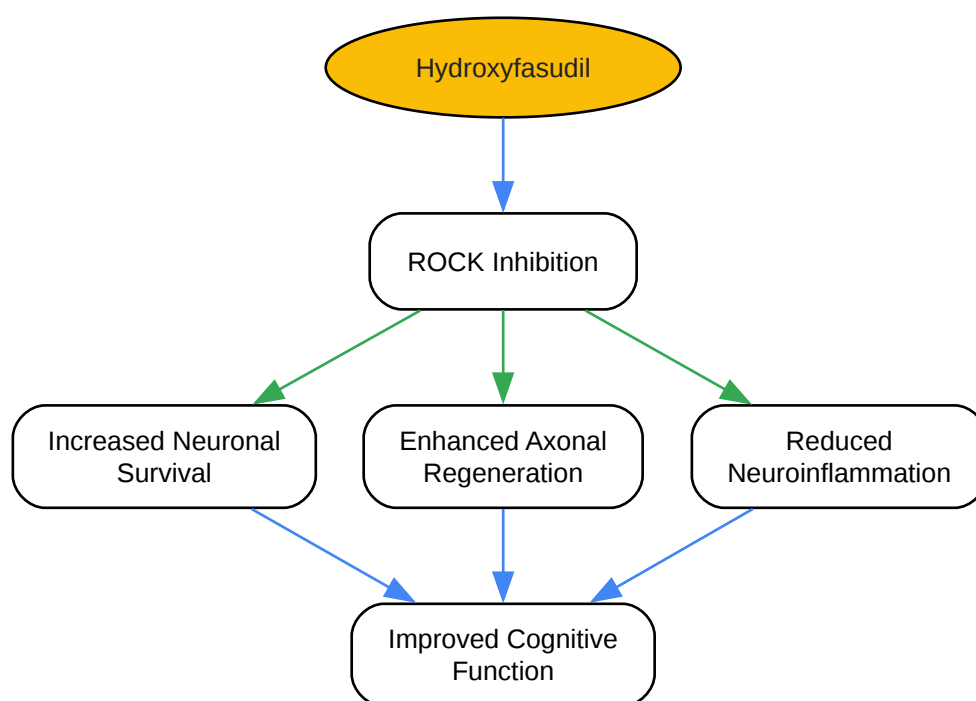 Hydroxyfasudil
ROCK Inhibition
Increased Neuronal
Survival
Enhanced Axonal
Regeneration
Reduced
Neuroinflammation
Improved Cognitive
Function